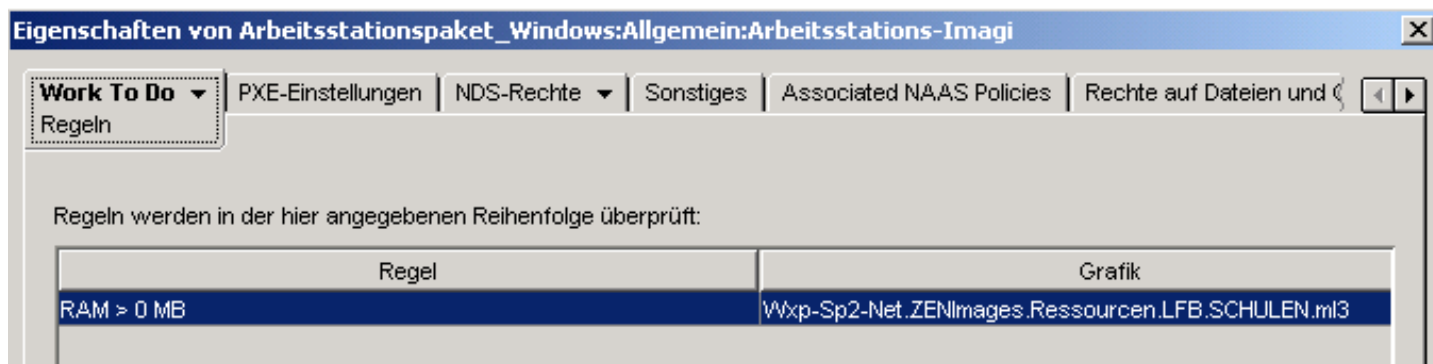 Eigenschaften von Arbeitsstationspaket_Windows:Allgemein:Arbeitsstations-Imagi
Work To Do PXE-Einstellungen NDS-Rechte Sonstiges Associated NAAS Policies Rechte auf Dateien und
Regeln
Regeln werden in der hier angegebenen Reihenfolge überprüft:
Regel Grafik
RAM > 0 MB Wxp-Sp2-Net.ZENImages.Ressourcen.LFB.SCHULEN.ml3